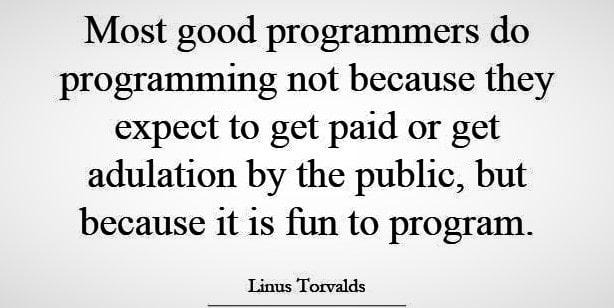 Most good programmers do
programming not because they
expect to get paid or get
adulation by the public, but
because it is fun to program.
Linus Torvalds